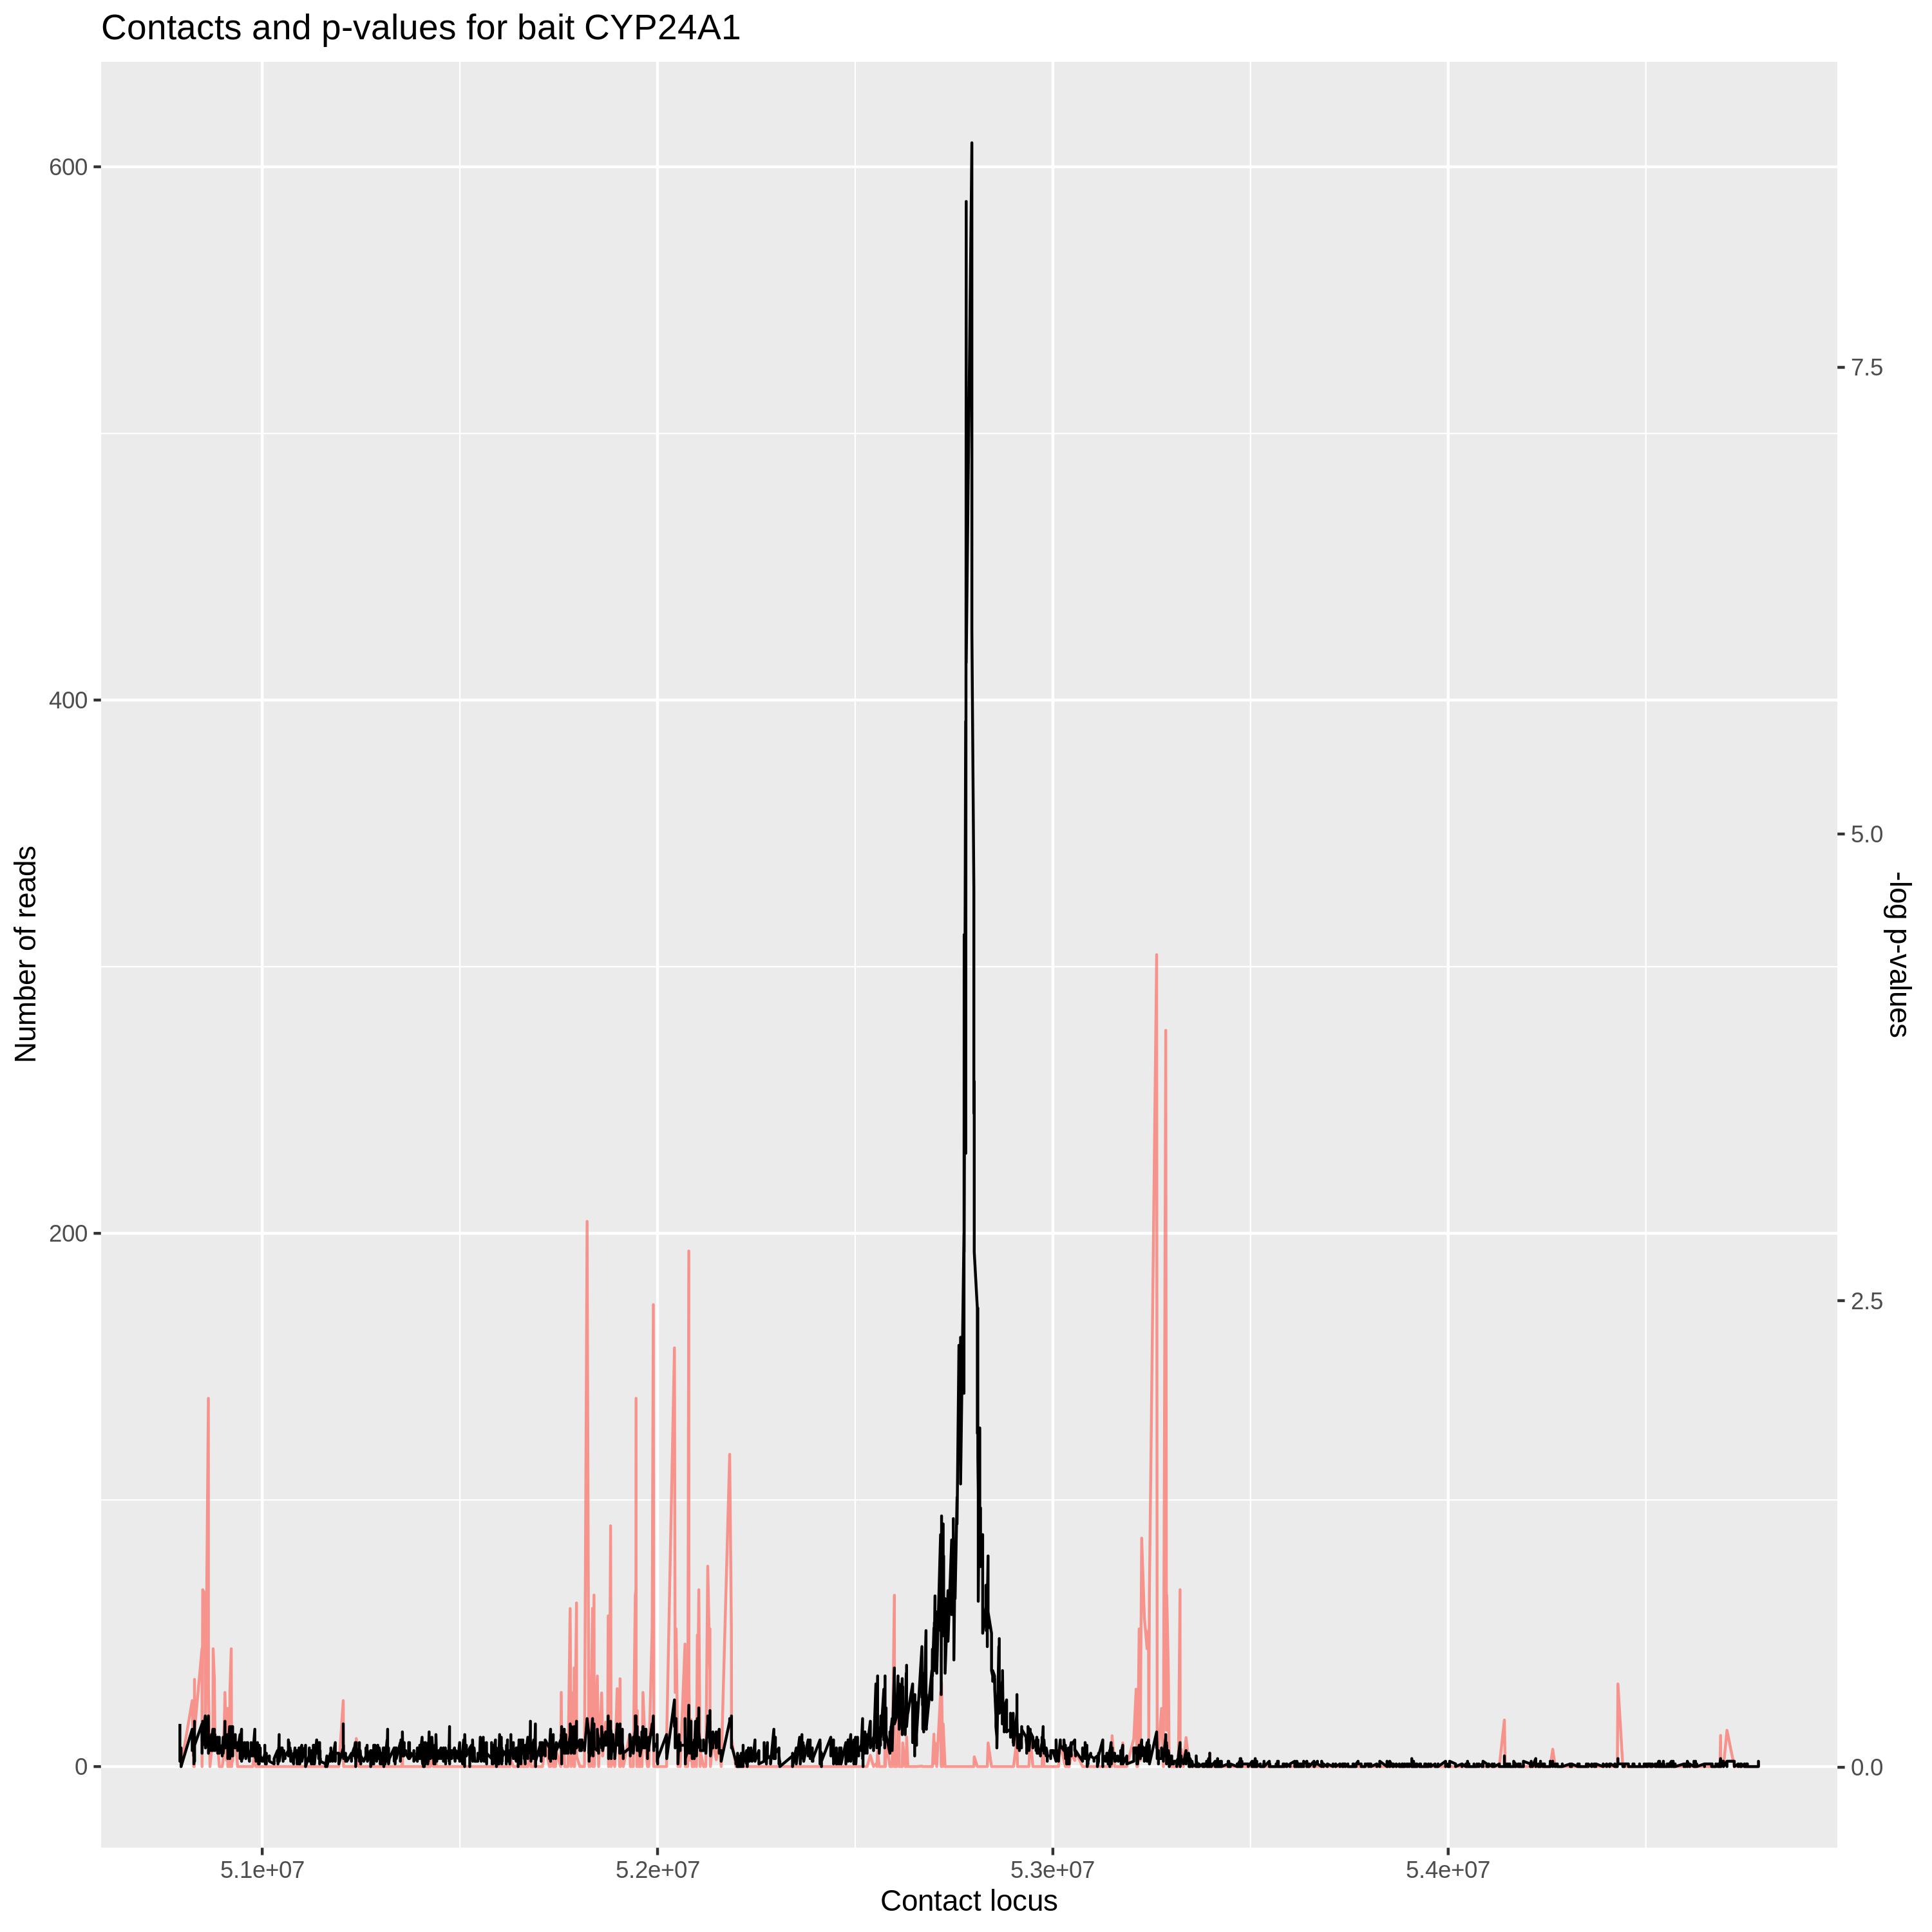 Contacts and p-values for bait CYP24A1
600
400
200
0
Number of reads
7.5
5.0
2.5
0.0
-log p-values
5.1e+07 5.2e+07 5.3e+07 5.4e+07
Contact locus